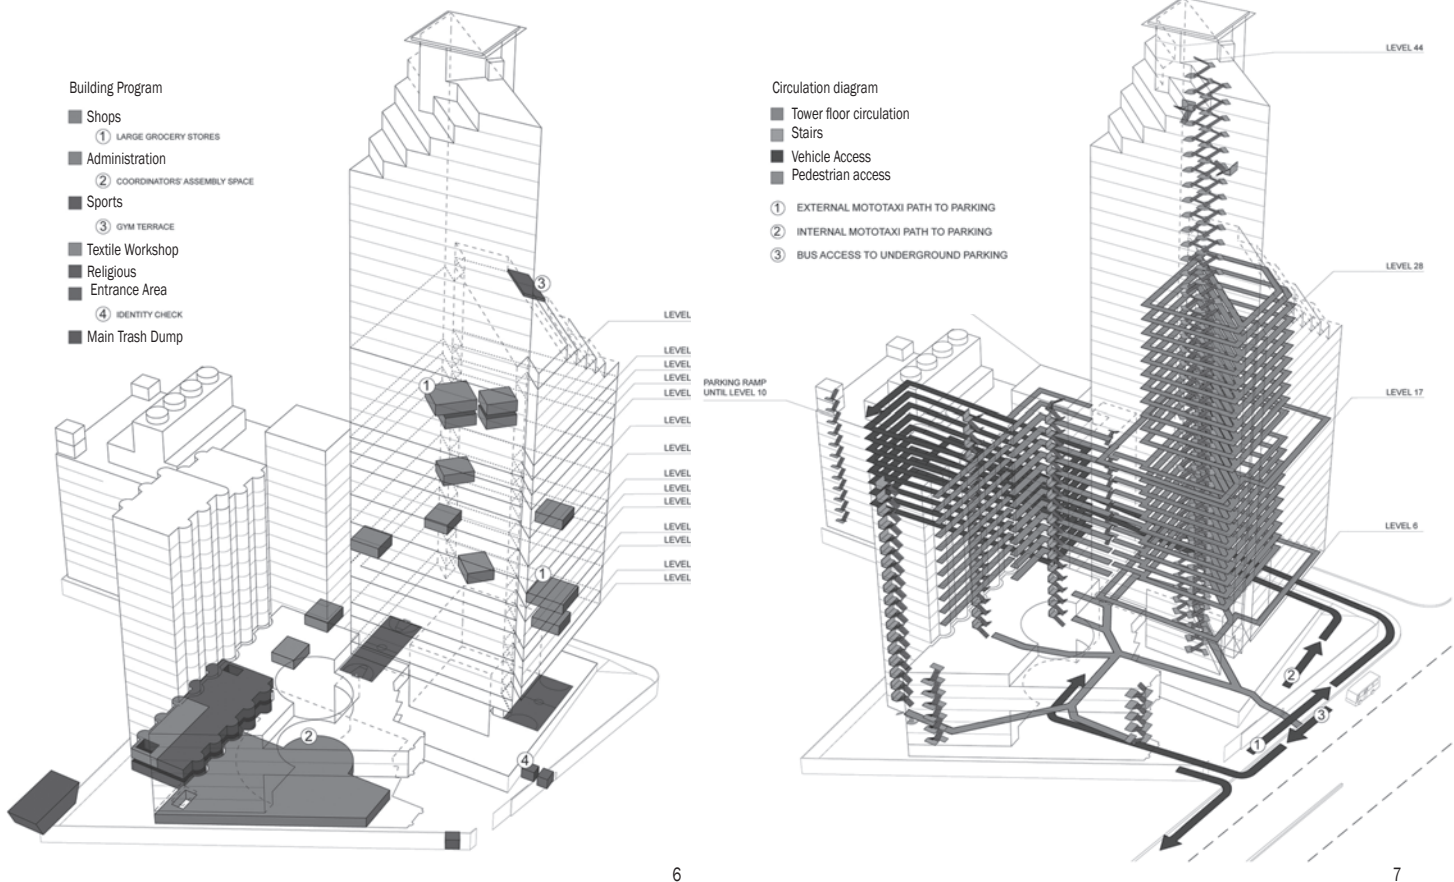 Building Program
Shops
1 LARGE GROCERY STORES
Administration
2 COORDINATORS' ASSEMBLY SPACE
Sports
3 GYM TERRACE
Textile Workshop
Religious
Entrance Area
4 IDENTITY CHECK
Main Trash Dump
3
LEVEL
LEVEL
LEVEL
LEVEL
LEVEL
1
LEVEL
LEVEL
LEVEL
LEVEL
LEVEL
LEVEL
LEVEL
LEVEL
1
LEVEL
2
4
6
Circulation diagram
Tower floor circulation
Stairs
Vehicle Access
Pedestrian access
1 EXTERNAL MOTOTAXI PATH TO PARKING
2 INTERNAL MOTOTAXI PATH TO PARKING
3 BUS ACCESS TO UNDERGROUND PARKING
LEVEL 44
LEVEL 28
PARKING RAMP
UNTIL LEVEL 10
LEVEL 17
LEVEL 6
2
3
1
7